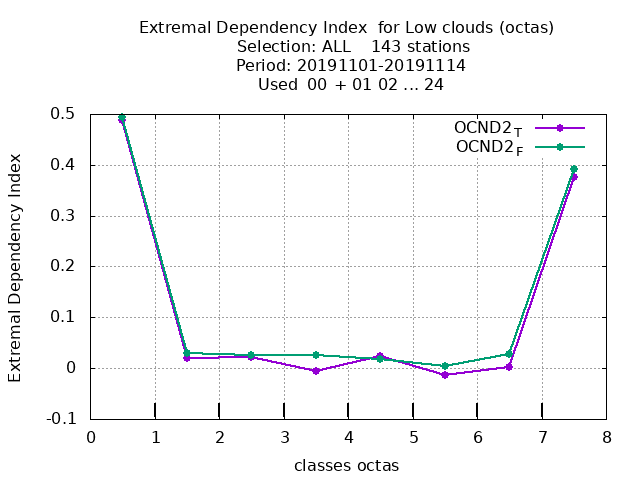 Extremal Dependency Index  for Low clouds (octas)
Selection: ALL    143 stations
Period: 20191101-20191114
Used  00 + 01 02 ... 24
OCND2T
OCND2F
0.5
0.4
0.3
0.2
0.1
0
-0.1
Extremal Dependency Index
0 1 2 3 4 5 6 7 8
classes octas